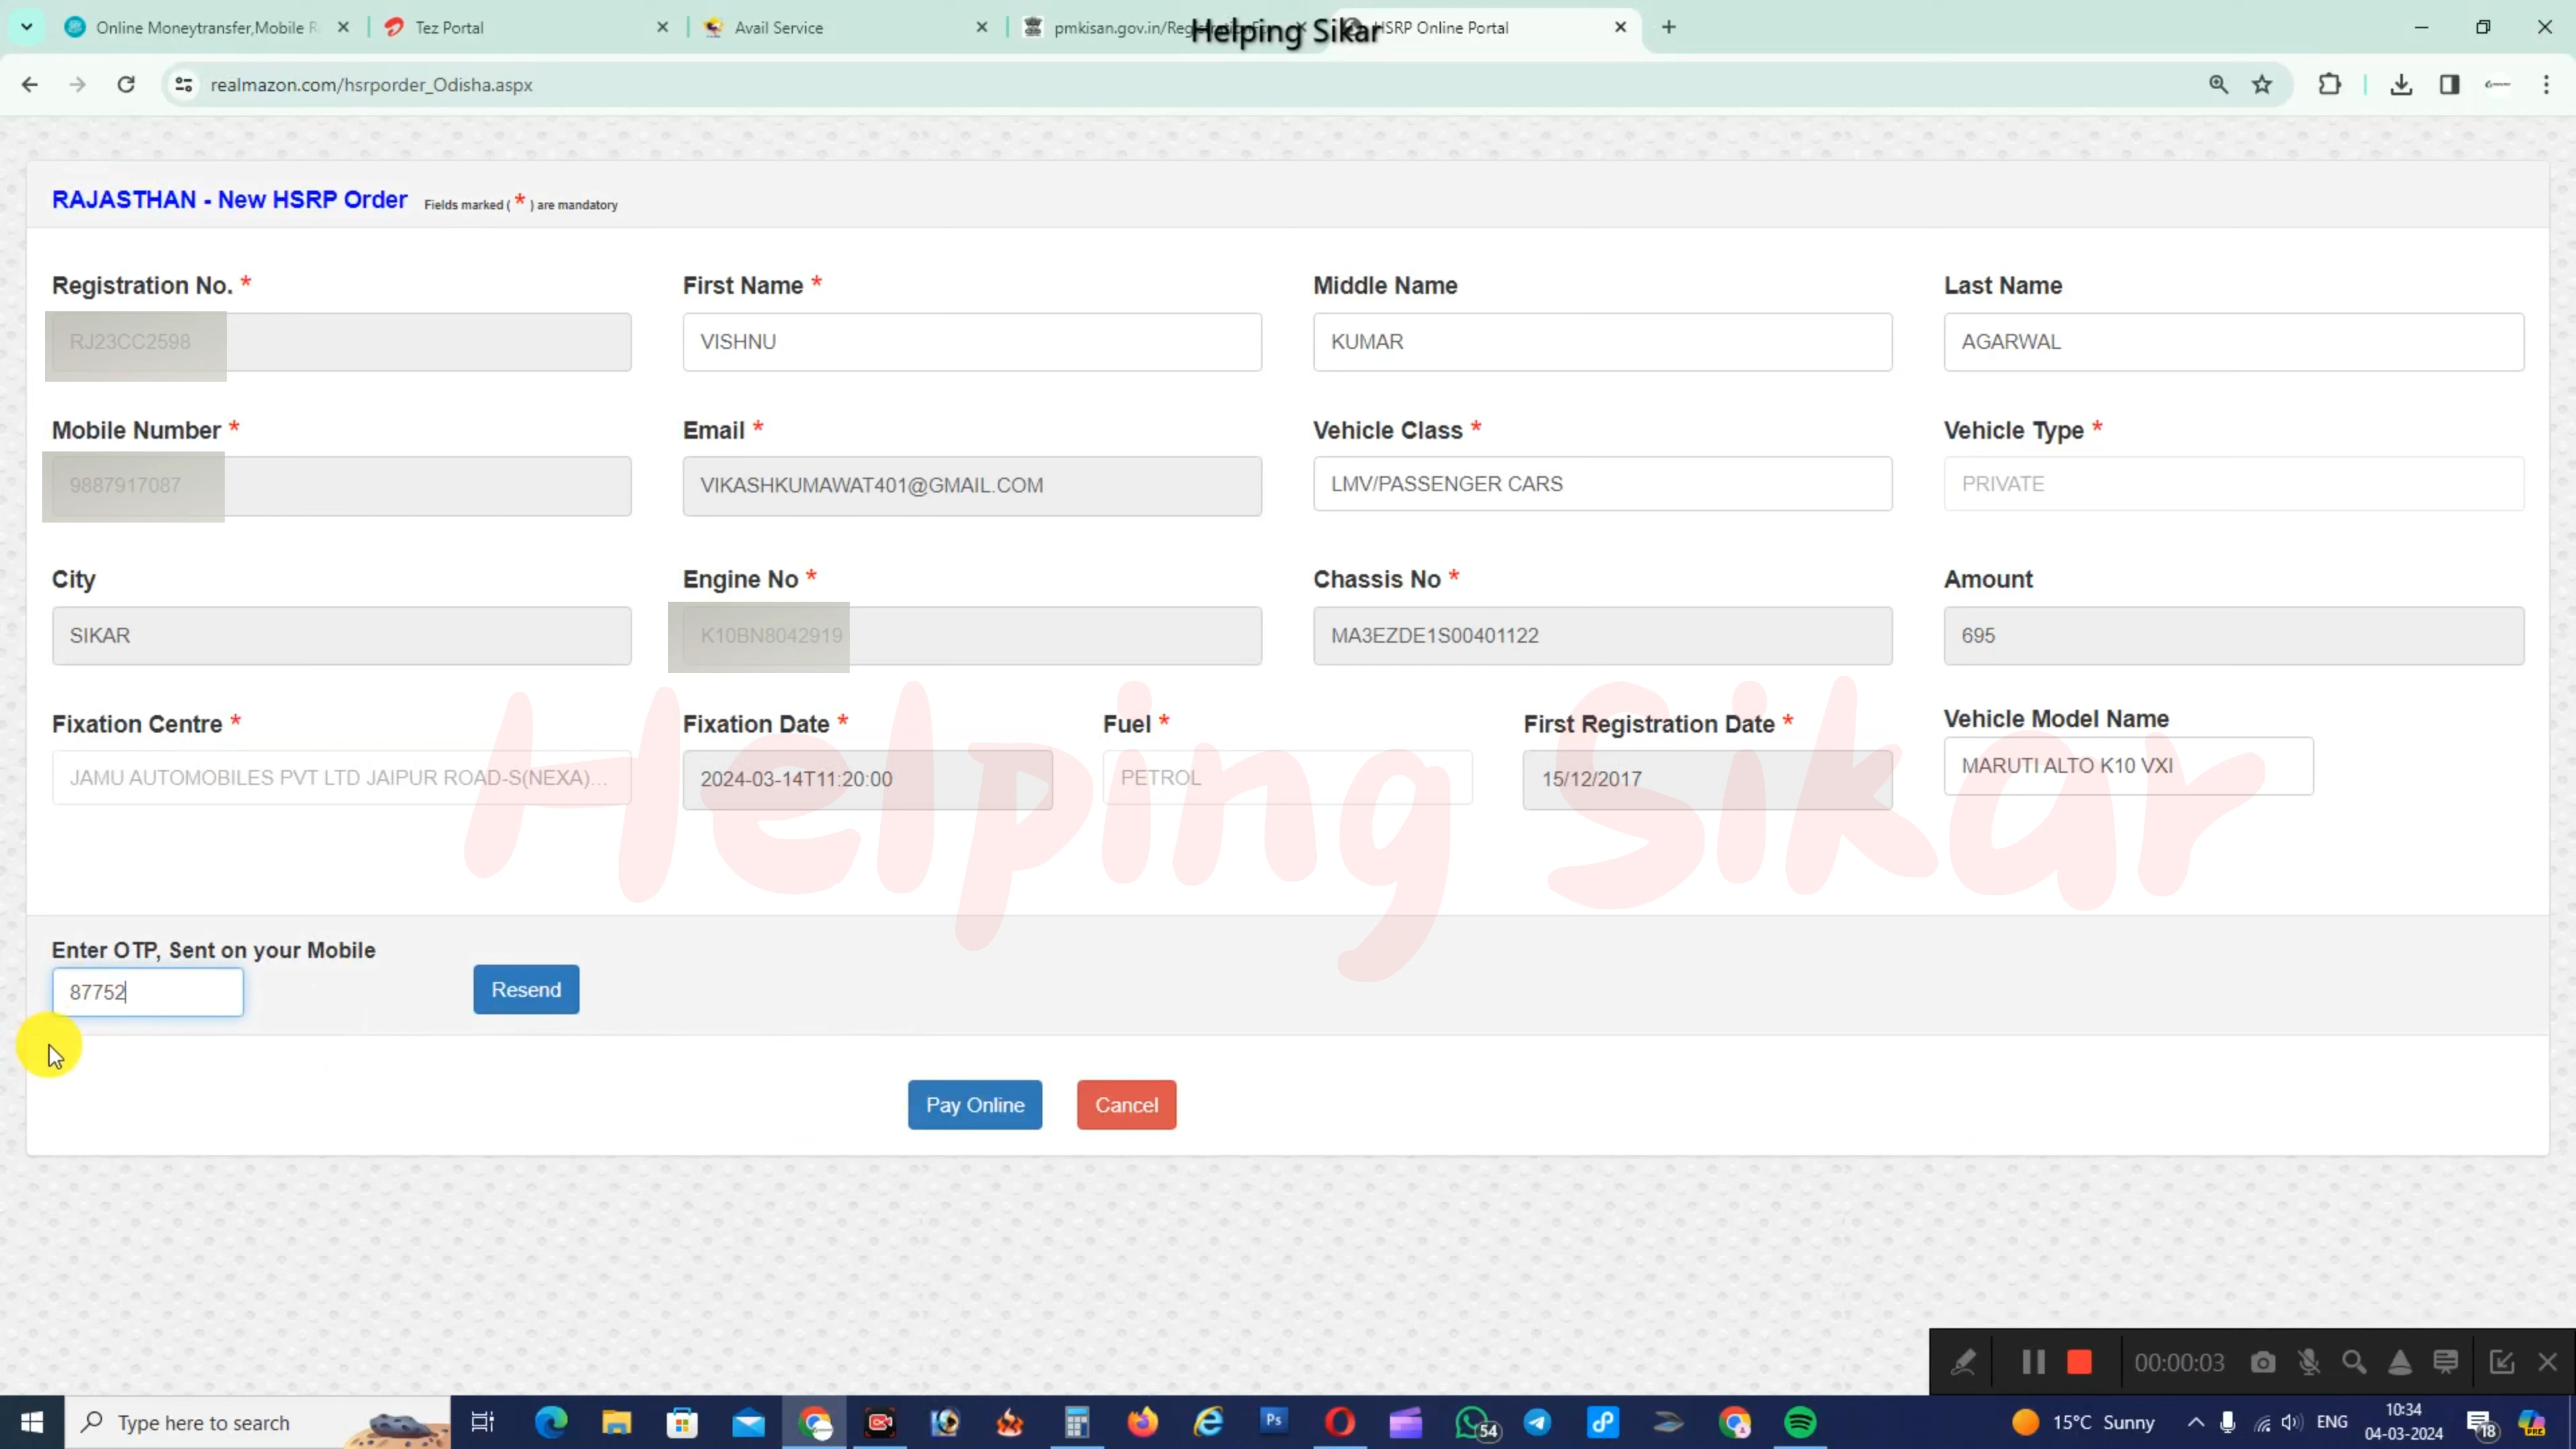 Online Moneytransfer,Mobile R
Tez Portal
Avail Service
pmkisan.gov.in/Reg
Helping Sikar
HSRP Online Portal
realmazon.com/hsrporder_Odisha.aspx
RAJASTHAN - New HSRP Order Fields marked ( * ) are mandatory
Registration No. * First Name * Middle Name Last Name
RJ23CC2598 VISHNU KUMAR AGARWAL
Mobile Number * Email * Vehicle Class * Vehicle Type *
9887917087 VIKASHKUMAWAT401@GMAIL.COM LMV/PASSENGER CARS PRIVATE
City Engine No * Chassis No * Amount
SIKAR K10BN8042919 MA3EZDE1S00401122 695
Fixation Centre * Fixation Date * Fuel * First Registration Date * Vehicle Model Name
JAMU AUTOMOBILES PVT LTD JAIPUR ROAD-S(NEXA)... 2024-03-14T11:20:00 PETROL 15/12/2017 MARUTI ALTO K10 VXI
Helping Sikar
Enter OTP, Sent on your Mobile
87752 Resend
Pay Online Cancel
00:00:03
Type here to search
Ps
54
15°C Sunny
ENG
10:34
04-03-2024
18
PRE